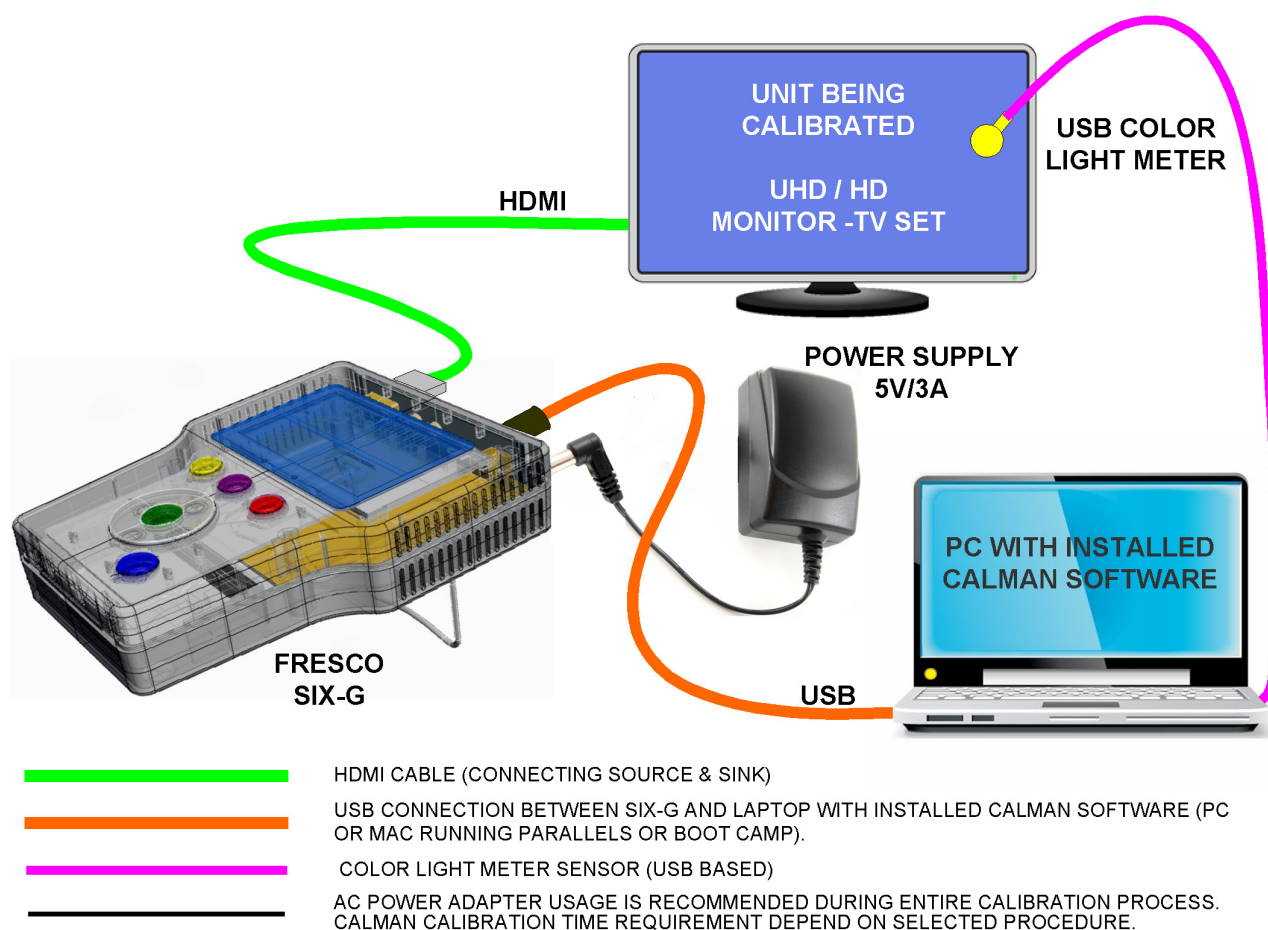 UNIT BEING
CALIBRATED
UHD / HD
MONITOR -TV SET
USB COLOR
LIGHT METER
HDMI
POWER SUPPLY
5V/3A
PC WITH INSTALLED
CALMAN SOFTWARE
FRESCO
SIX-G
USB
HDMI CABLE (CONNECTING SOURCE & SINK)
USB CONNECTION BETWEEN SIX-G AND LAPTOP WITH INSTALLED CALMAN SOFTWARE (PC
OR MAC RUNNING PARALLELS OR BOOT CAMP).
COLOR LIGHT METER SENSOR (USB BASED)
AC POWER ADAPTER USAGE IS RECOMMENDED DURING ENTIRE CALIBRATION PROCESS.
CALMAN CALIBRATION TIME REQUIREMENT DEPEND ON SELECTED PROCEDURE.